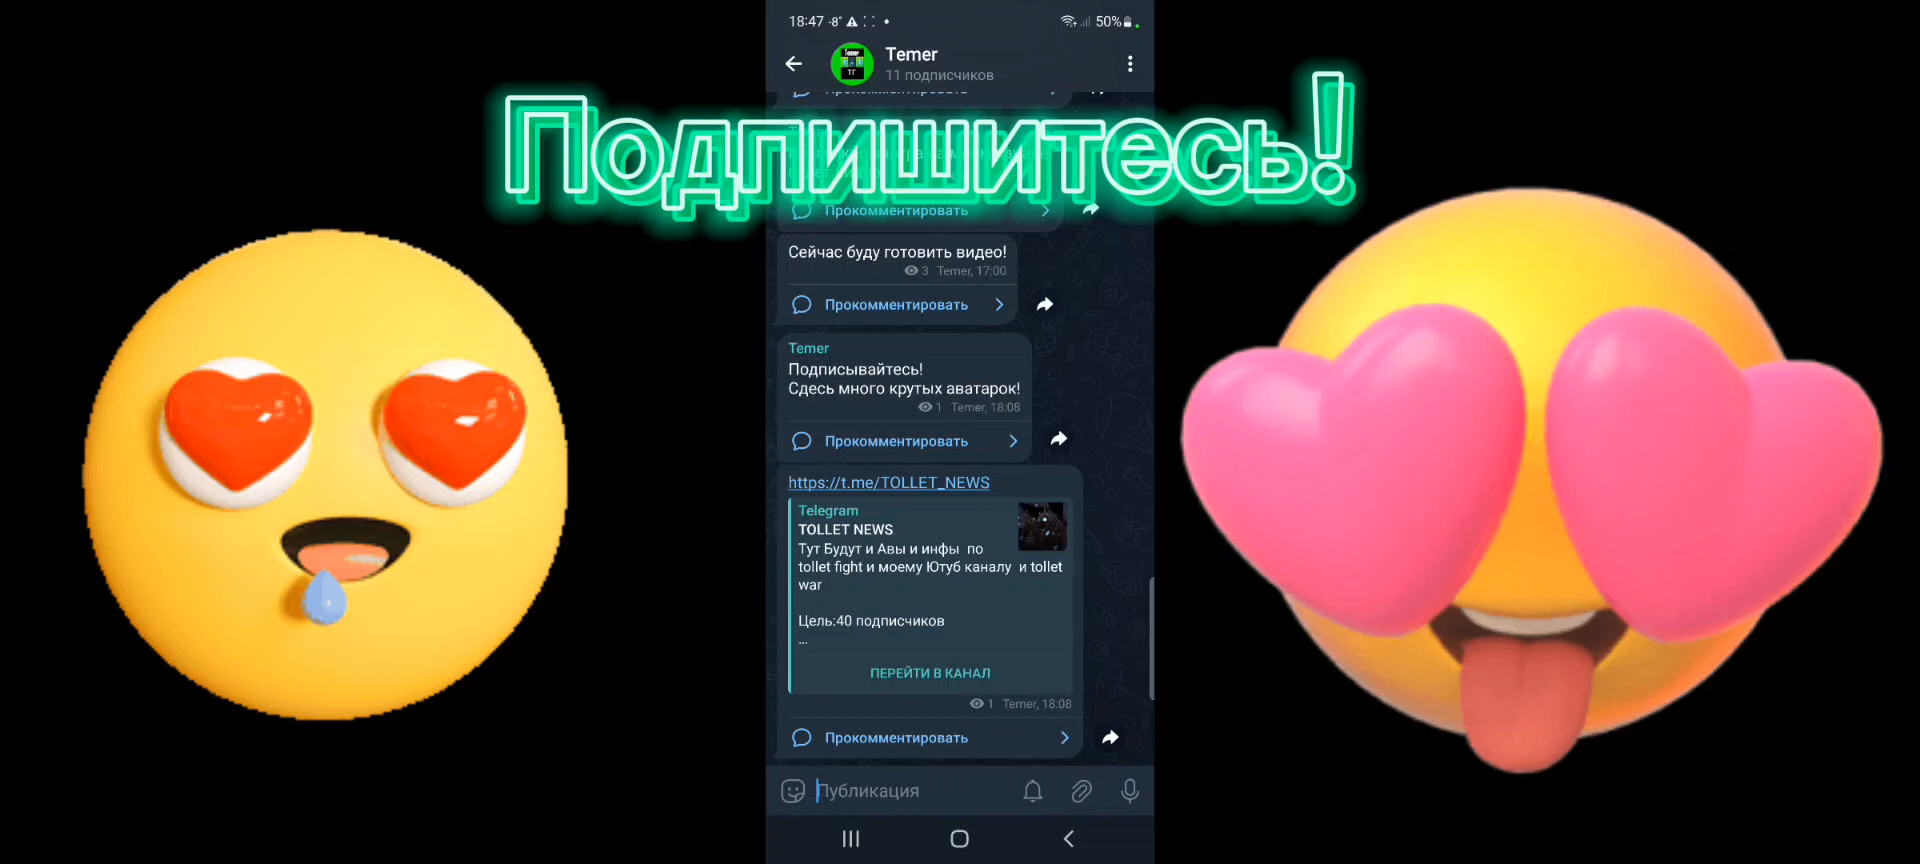 18:47 -8°
50%
Temer
11 подписчиков
Прокомментировать
Подпишитесь!
Прокомментировать
Сейчас буду готовить видео!
3 Temer, 17:00
Прокомментировать
Temer
Подписывайтесь!
Сдесь много крутых аватарок!
1 Temer, 18:08
Прокомментировать
https://t.me/TOLLET_NEWS
Telegram
TOLLET NEWS
Тут Будут и Авы и инфы по
tollet fight и моему Ютуб каналу и tollet
war
Цель:40 подписчиков
...
ПЕРЕЙТИ В КАНАЛ
1 Temer, 18:08
Прокомментировать
Публикация